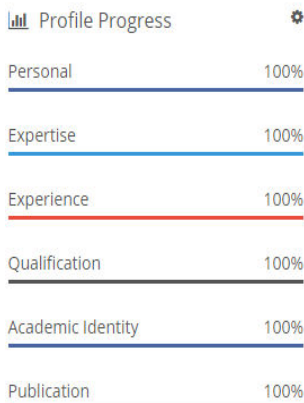 Profile Progress
Personal 100%
Expertise 100%
Experience 100%
Qualification 100%
Academic Identity 100%
Publication 100%